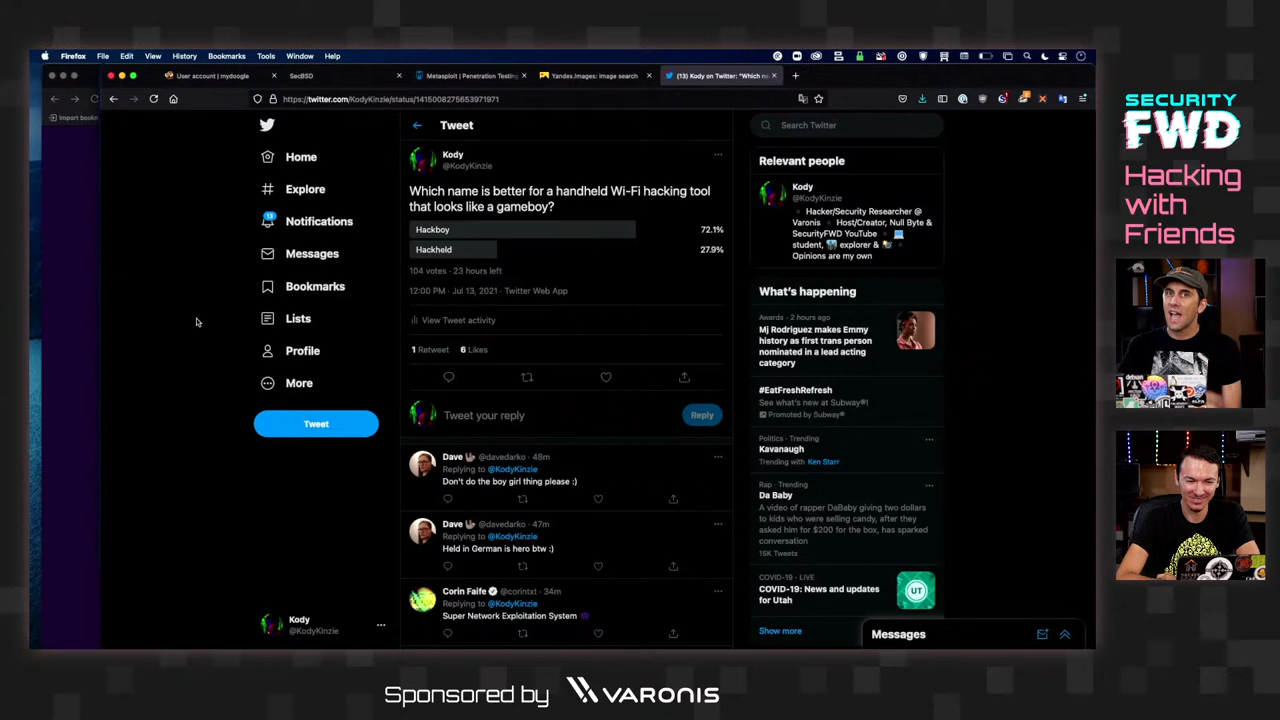 Firefox File Edit View History Bookmarks Tools Window Help
User account | mydoogle
SecBSD
Metasploit | Penetration Testing
Yandex.Images: image search
(13) Kody on Twitter: "Which na
https://twitter.com/KodyKinzie/status/1415008275653971971
Import bookm
Home
Explore
13
Notifications
Messages
Bookmarks
Lists
Profile
More
Tweet
Kody
@KodyKinzie
Tweet
Kody
@KodyKinzie
Which name is better for a handheld Wi-Fi hacking tool
that looks like a gameboy?
Hackboy 72.1%
Hackheld 27.9%
104 votes · 23 hours left
12:00 PM · Jul 13, 2021 · Twitter Web App
View Tweet activity
1 Retweet 6 Likes
Tweet your reply
Reply
Dave @davedarko · 48m
Replying to @KodyKinzie
Don't do the boy girl thing please :)
Dave @davedarko · 47m
Replying to @KodyKinzie
Held in German is hero btw :)
Corin Faife @corintxt · 34m
Replying to @KodyKinzie
Super Network Exploitation System
Search Twitter
Relevant people
Kody
@KodyKinzie
Hacker/Security Researcher @
Varonis Host/Creator, Null Byte &
SecurityFWD YouTube
student, explorer &
Opinions are my own
What's happening
Awards · 2 hours ago
Mj Rodriguez makes Emmy
history as first trans person
nominated in a lead acting
category
#EatFreshRefresh
See what's new at Subway®!
Promoted by Subway®
Politics · Trending
Kavanaugh
Trending with Ken Starr
Rap · Trending
Da Baby
A video of rapper DaBaby giving two dollars
to kids who were selling candy, after they
asked him for $200 for the box, has sparked
conversation
15K Tweets
COVID-19 · LIVE
COVID-19: News and updates
for Utah
UT
Show more
Messages
SECURITY
FWD
Hacking
with
Friends
debian
ALFA
Sponsored by VARONIS